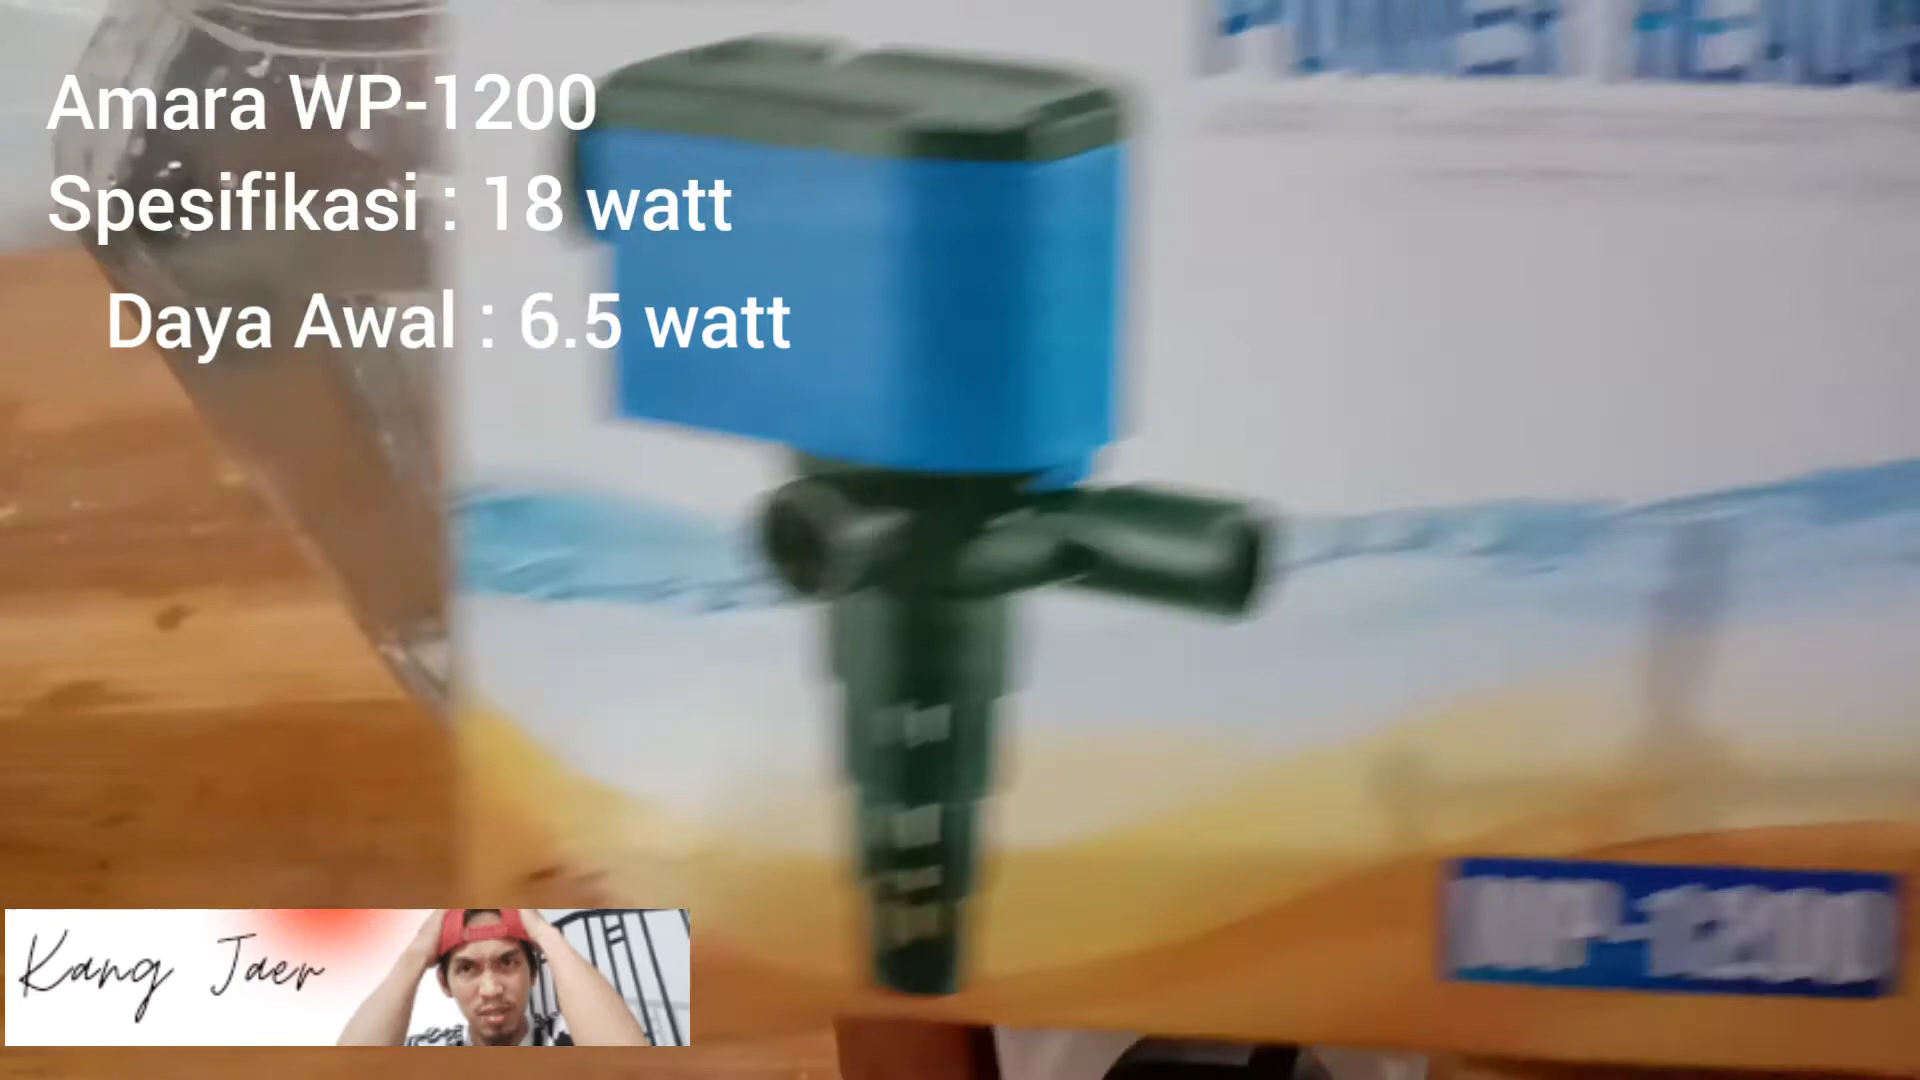 Amara WP-1200
Spesifikasi : 18 watt
Daya Awal : 6.5 watt
Kang Jaer
WP-1200